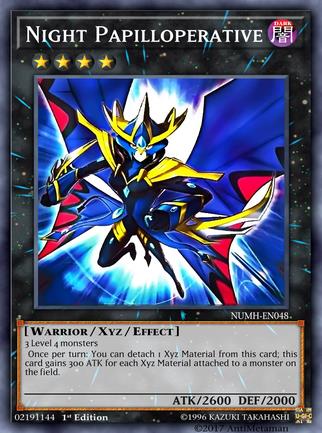 NIGHT PAPILLOPERATIVE
DARK
闇
NUMH-EN048
[WARRIOR / XYZ / EFFECT]
3 Level 4 monsters
Once per turn: You can detach 1 Xyz Material from this card; this
card gains 300 ATK for each Xyz Material attached to a monster on
the field.
ATK/2600 DEF/2000
02191144 1st Edition ©1996 KAZUKI TAKAHASHI
©2017 AntiMetaman